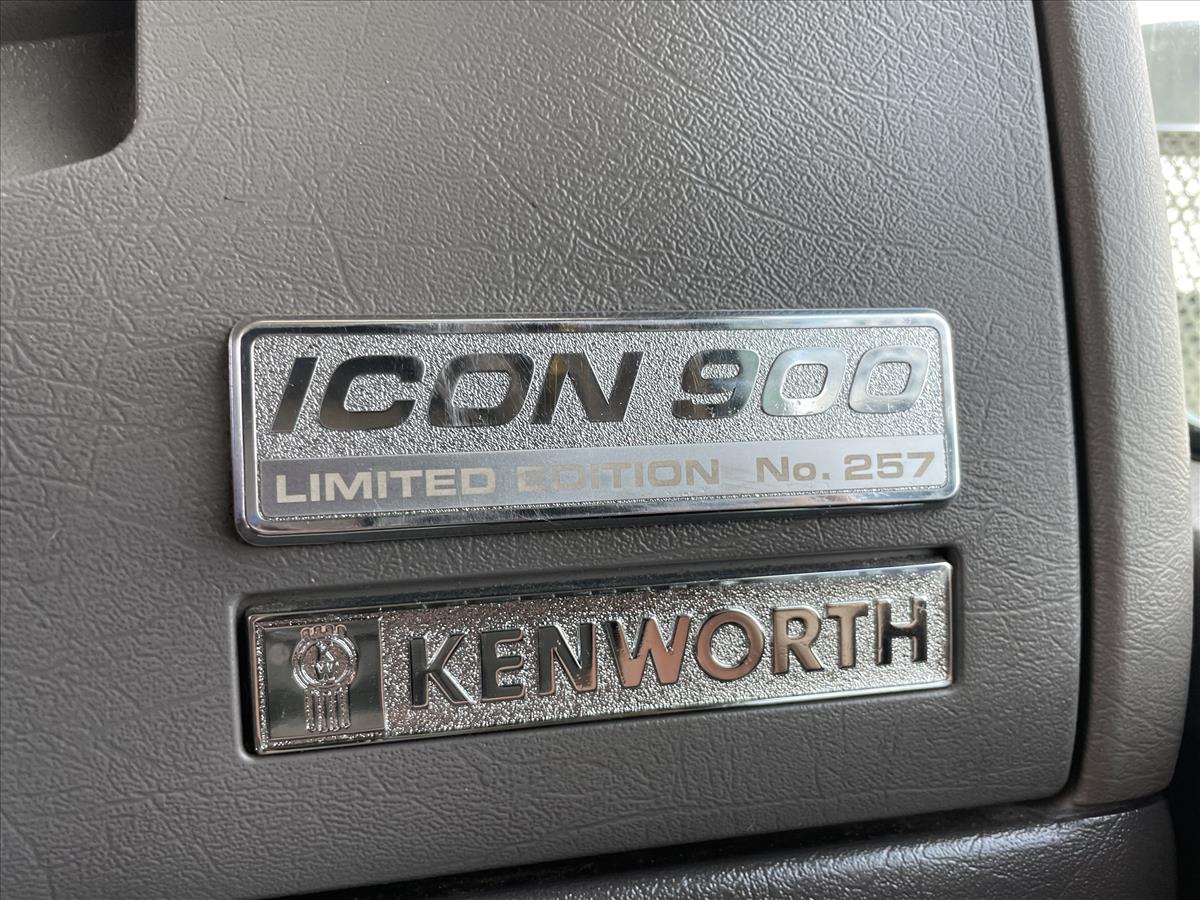 ICON 900
LIMITED EDITION No. 257
KENWORTH